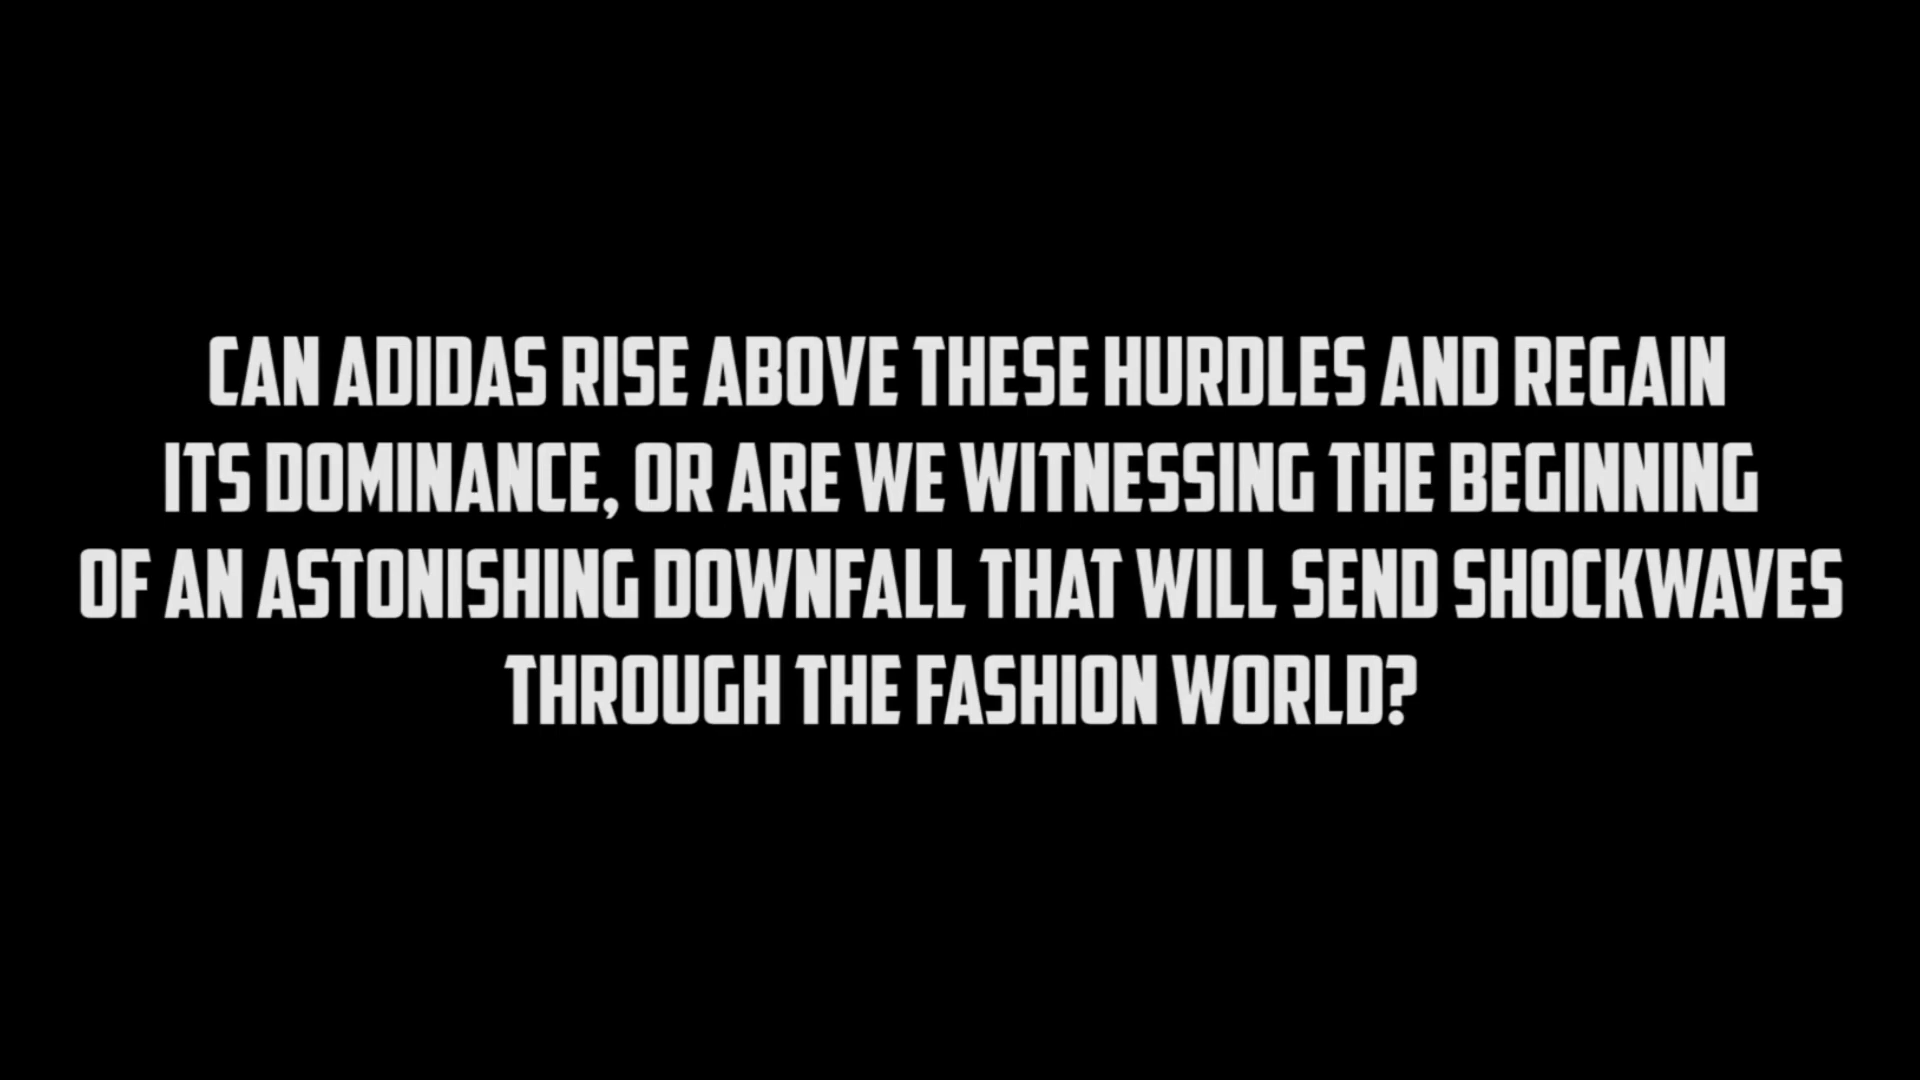 CAN ADIDAS RISE ABOVE THESE HURDLES AND REGAIN
ITS DOMINANCE, OR ARE WE WITNESSING THE BEGINNING
OF AN ASTONISHING DOWNFALL THAT WILL SEND SHOCKWAVES
THROUGH THE FASHION WORLD?